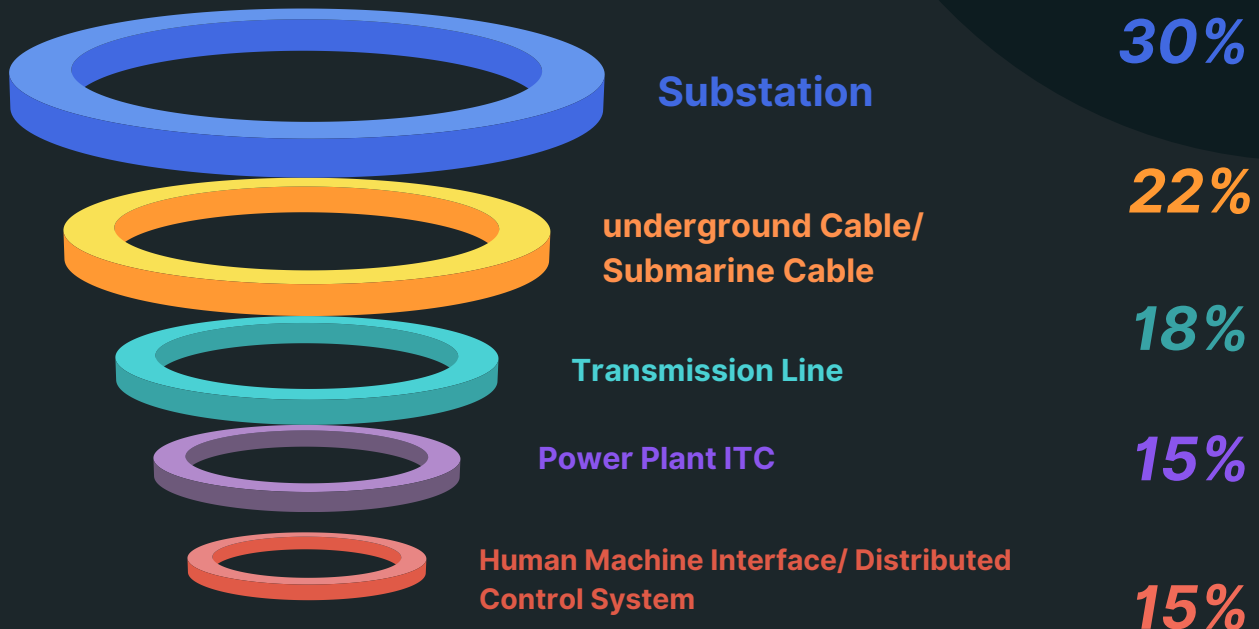 30%
Substation
22%
underground Cable/
Submarine Cable
18%
Transmission Line
15%
Power Plant ITC
Human Machine Interface/ Distributed
Control System
15%